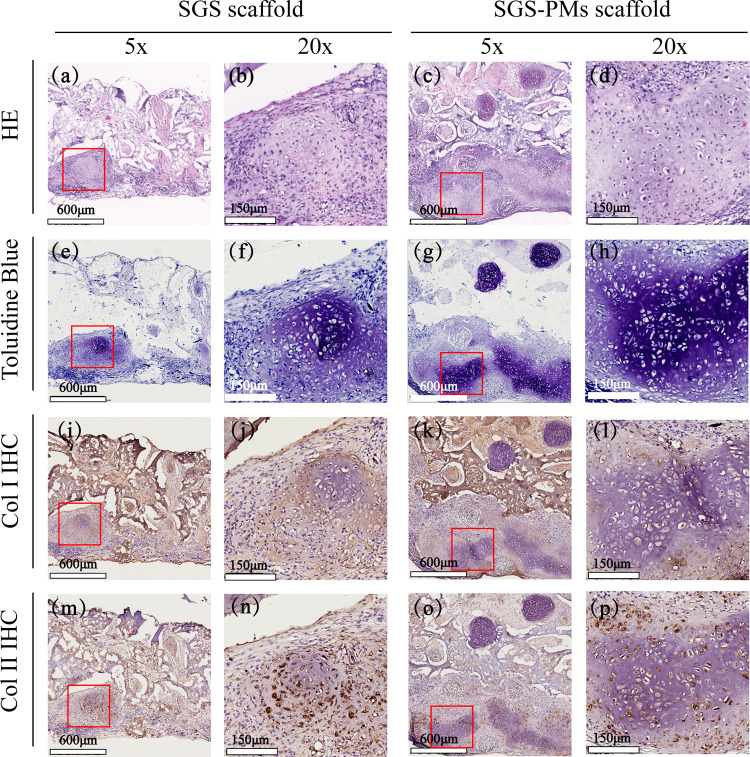 SGS scaffold SGS-PMs scaffold
5x 20x 5x 20x
HE
(a) (b) (c) (d)
600μm 150μm 600μm 150μm
Toluidine Blue
(e) (f) (g) (h)
600μm 150μm 600μm 150μm
Col I IHC
(i) (j) (k) (l)
600μm 150μm 600μm 150μm
Col II IHC
(m) (n) (o) (p)
600μm 150μm 600μm 150μm